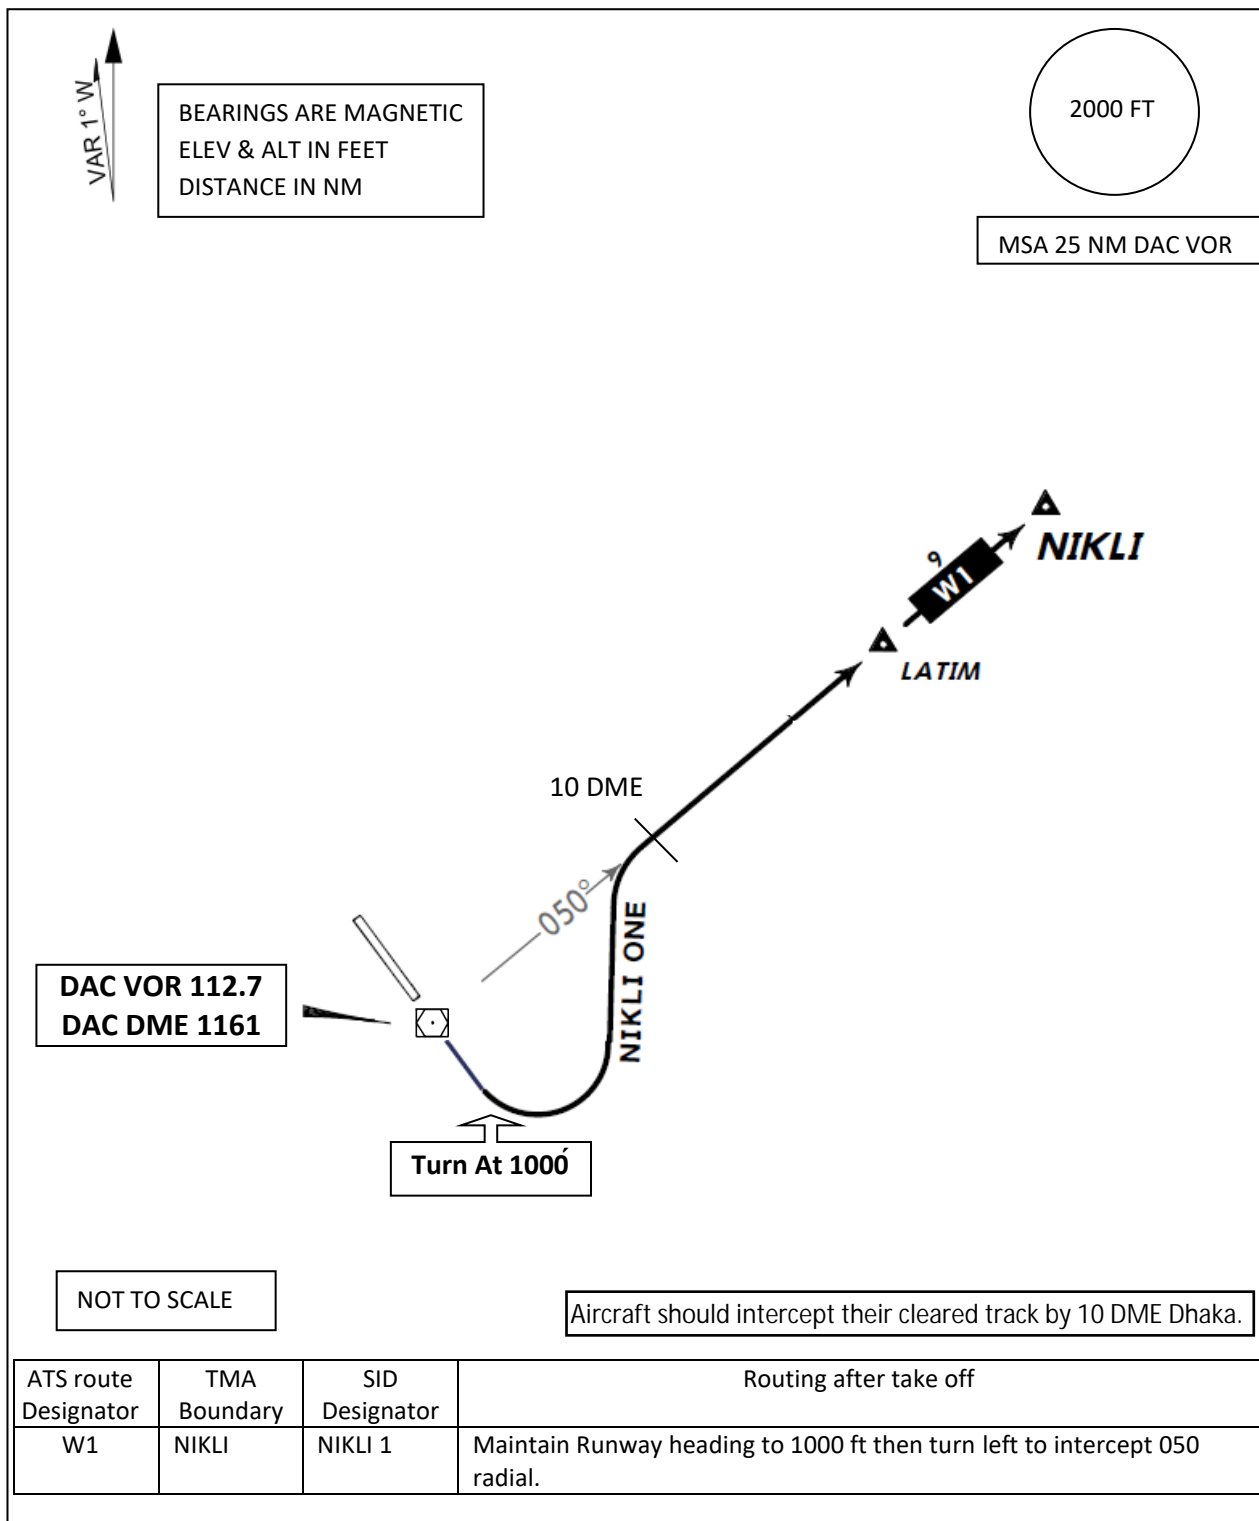 VAR 1° W
BEARINGS ARE MAGNETIC
ELEV & ALT IN FEET
DISTANCE IN NM
2000 FT
MSA 25 NM DAC VOR
NIKLI
9
W1
LATIM
10 DME
050°
NIKLI ONE
DAC VOR 112.7
DAC DME 1161
Turn At 1000́
NOT TO SCALE
Aircraft should intercept their cleared track by 10 DME Dhaka.
ATS route Designator
TMA Boundary
SID Designator
Routing after take off
W1
NIKLI
NIKLI 1
Maintain Runway heading to 1000 ft then turn left to intercept 050
radial.